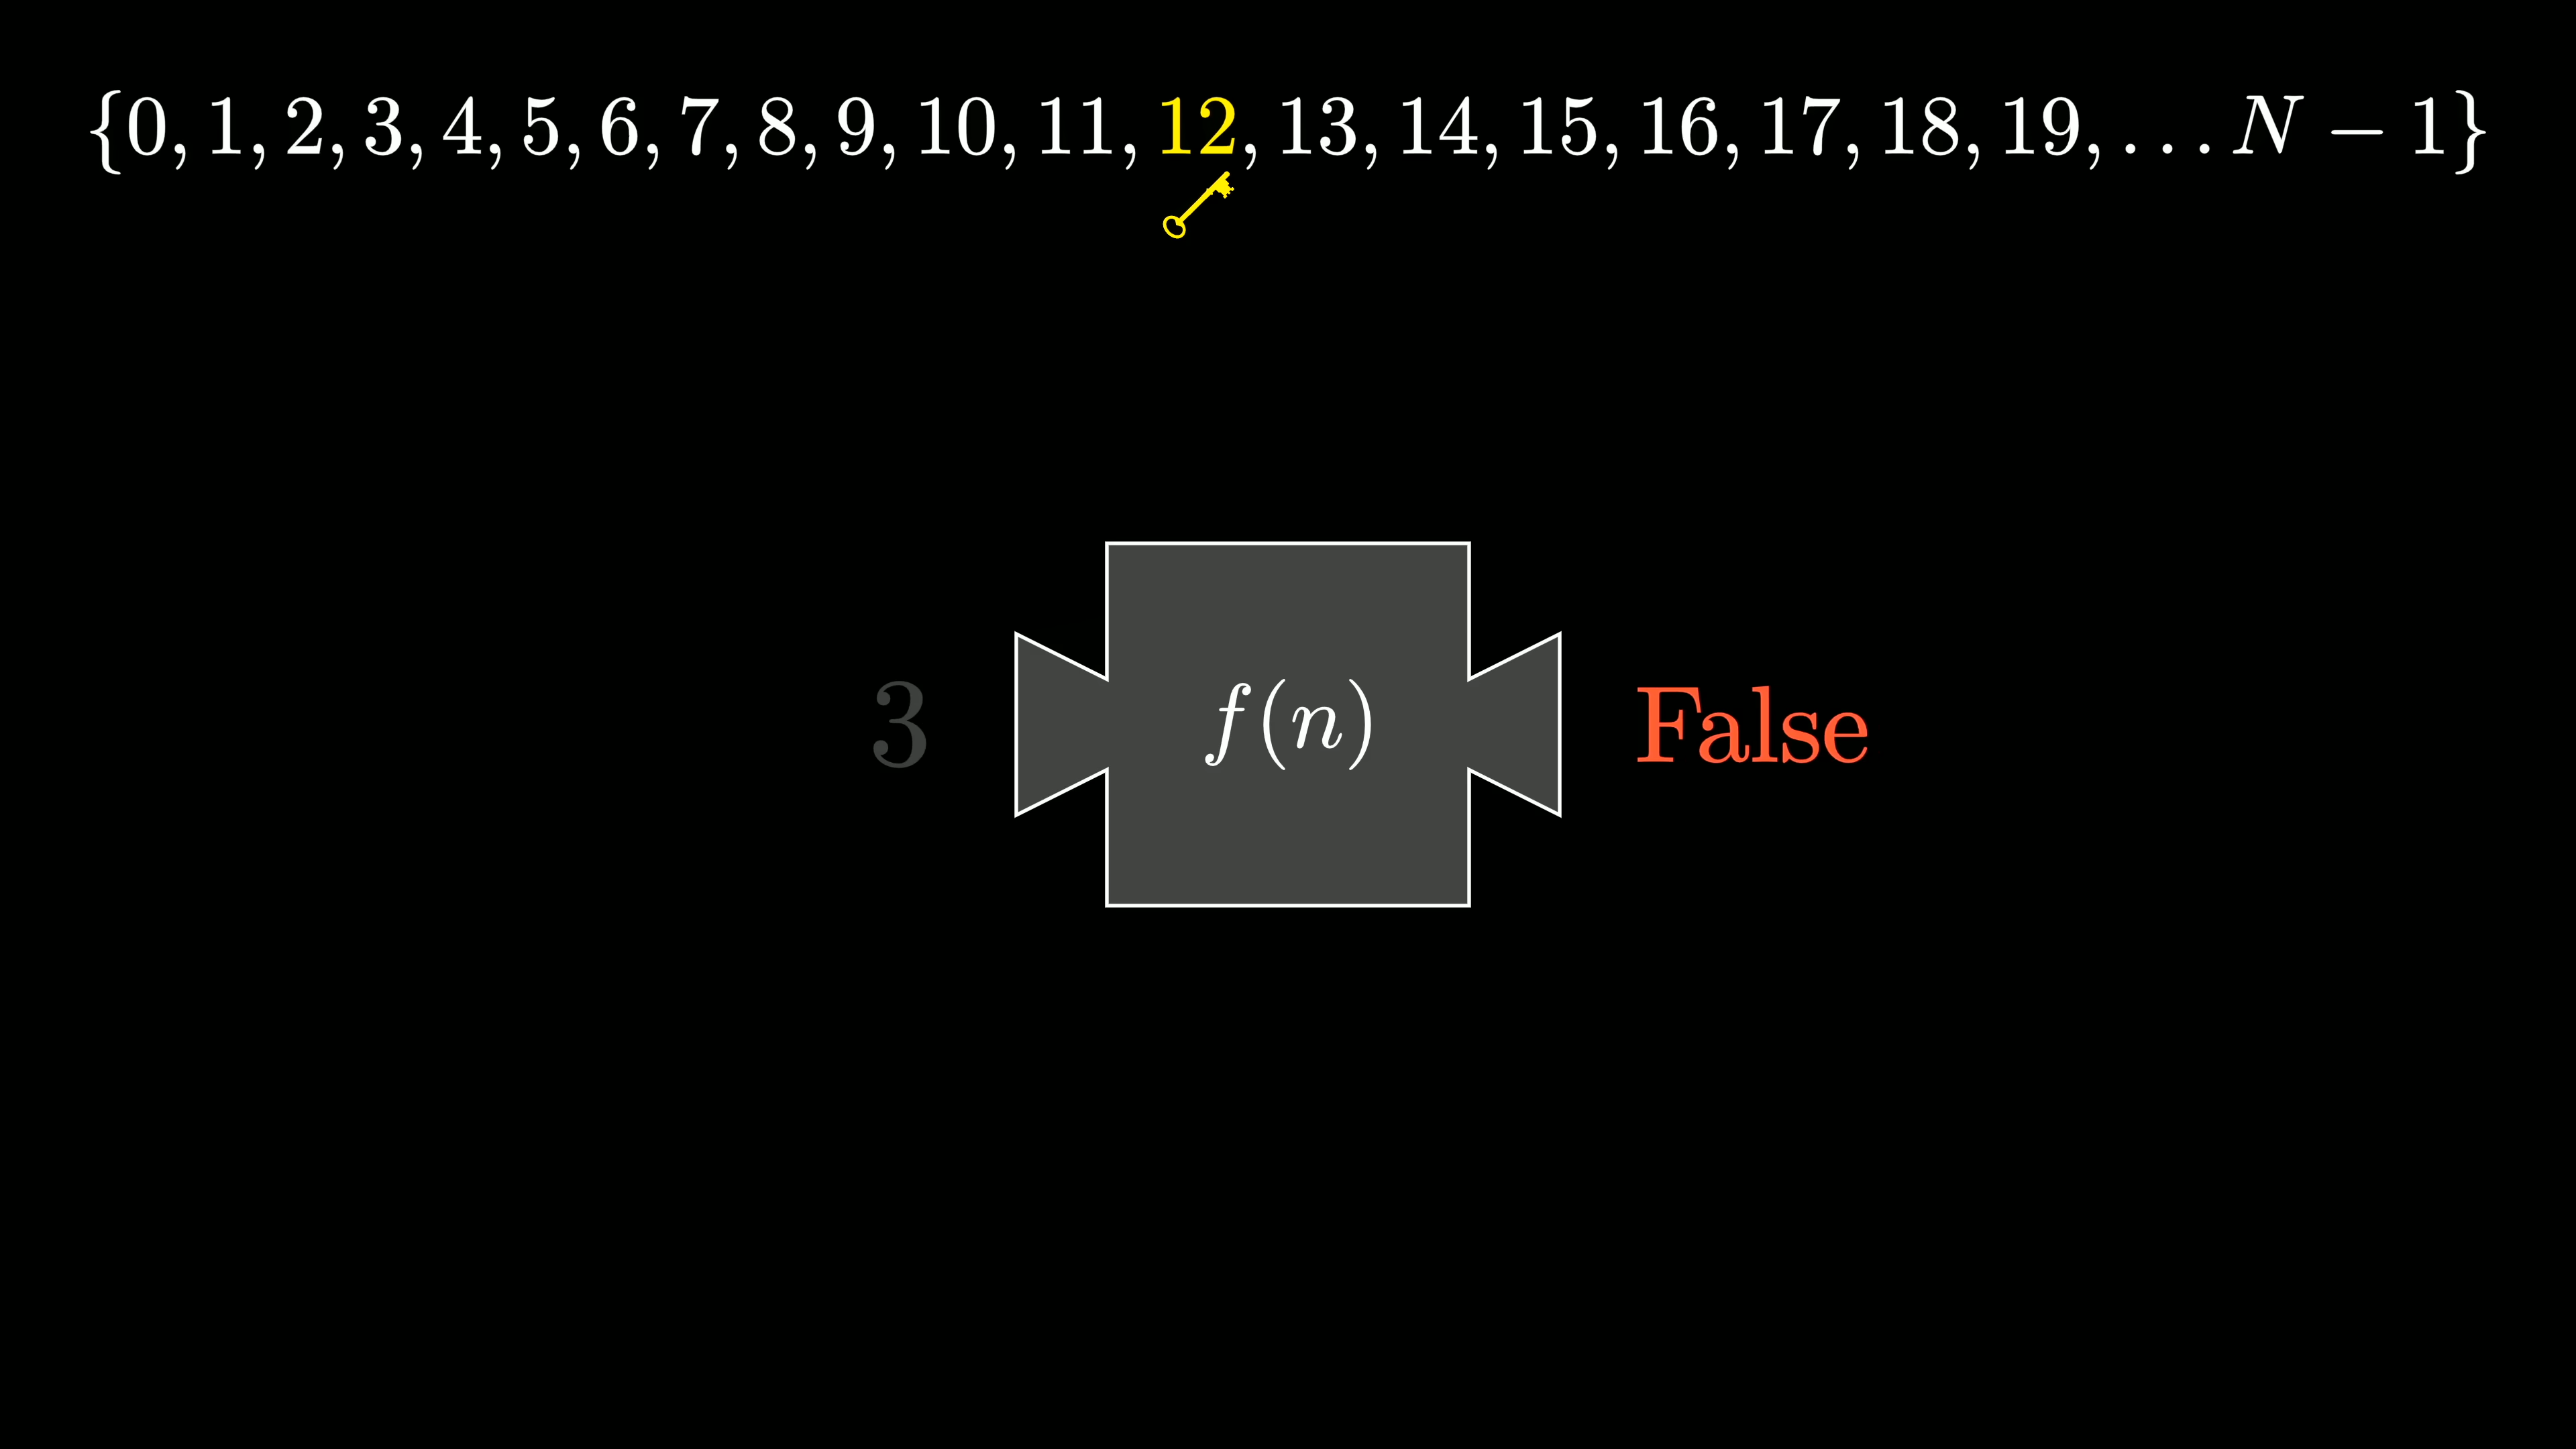 {0, 1, 2, 3, 4, 5, 6, 7, 8, 9, 10, 11, 12, 13, 14, 15, 16, 17, 18, 19, ... N − 1}
3 f(n) False